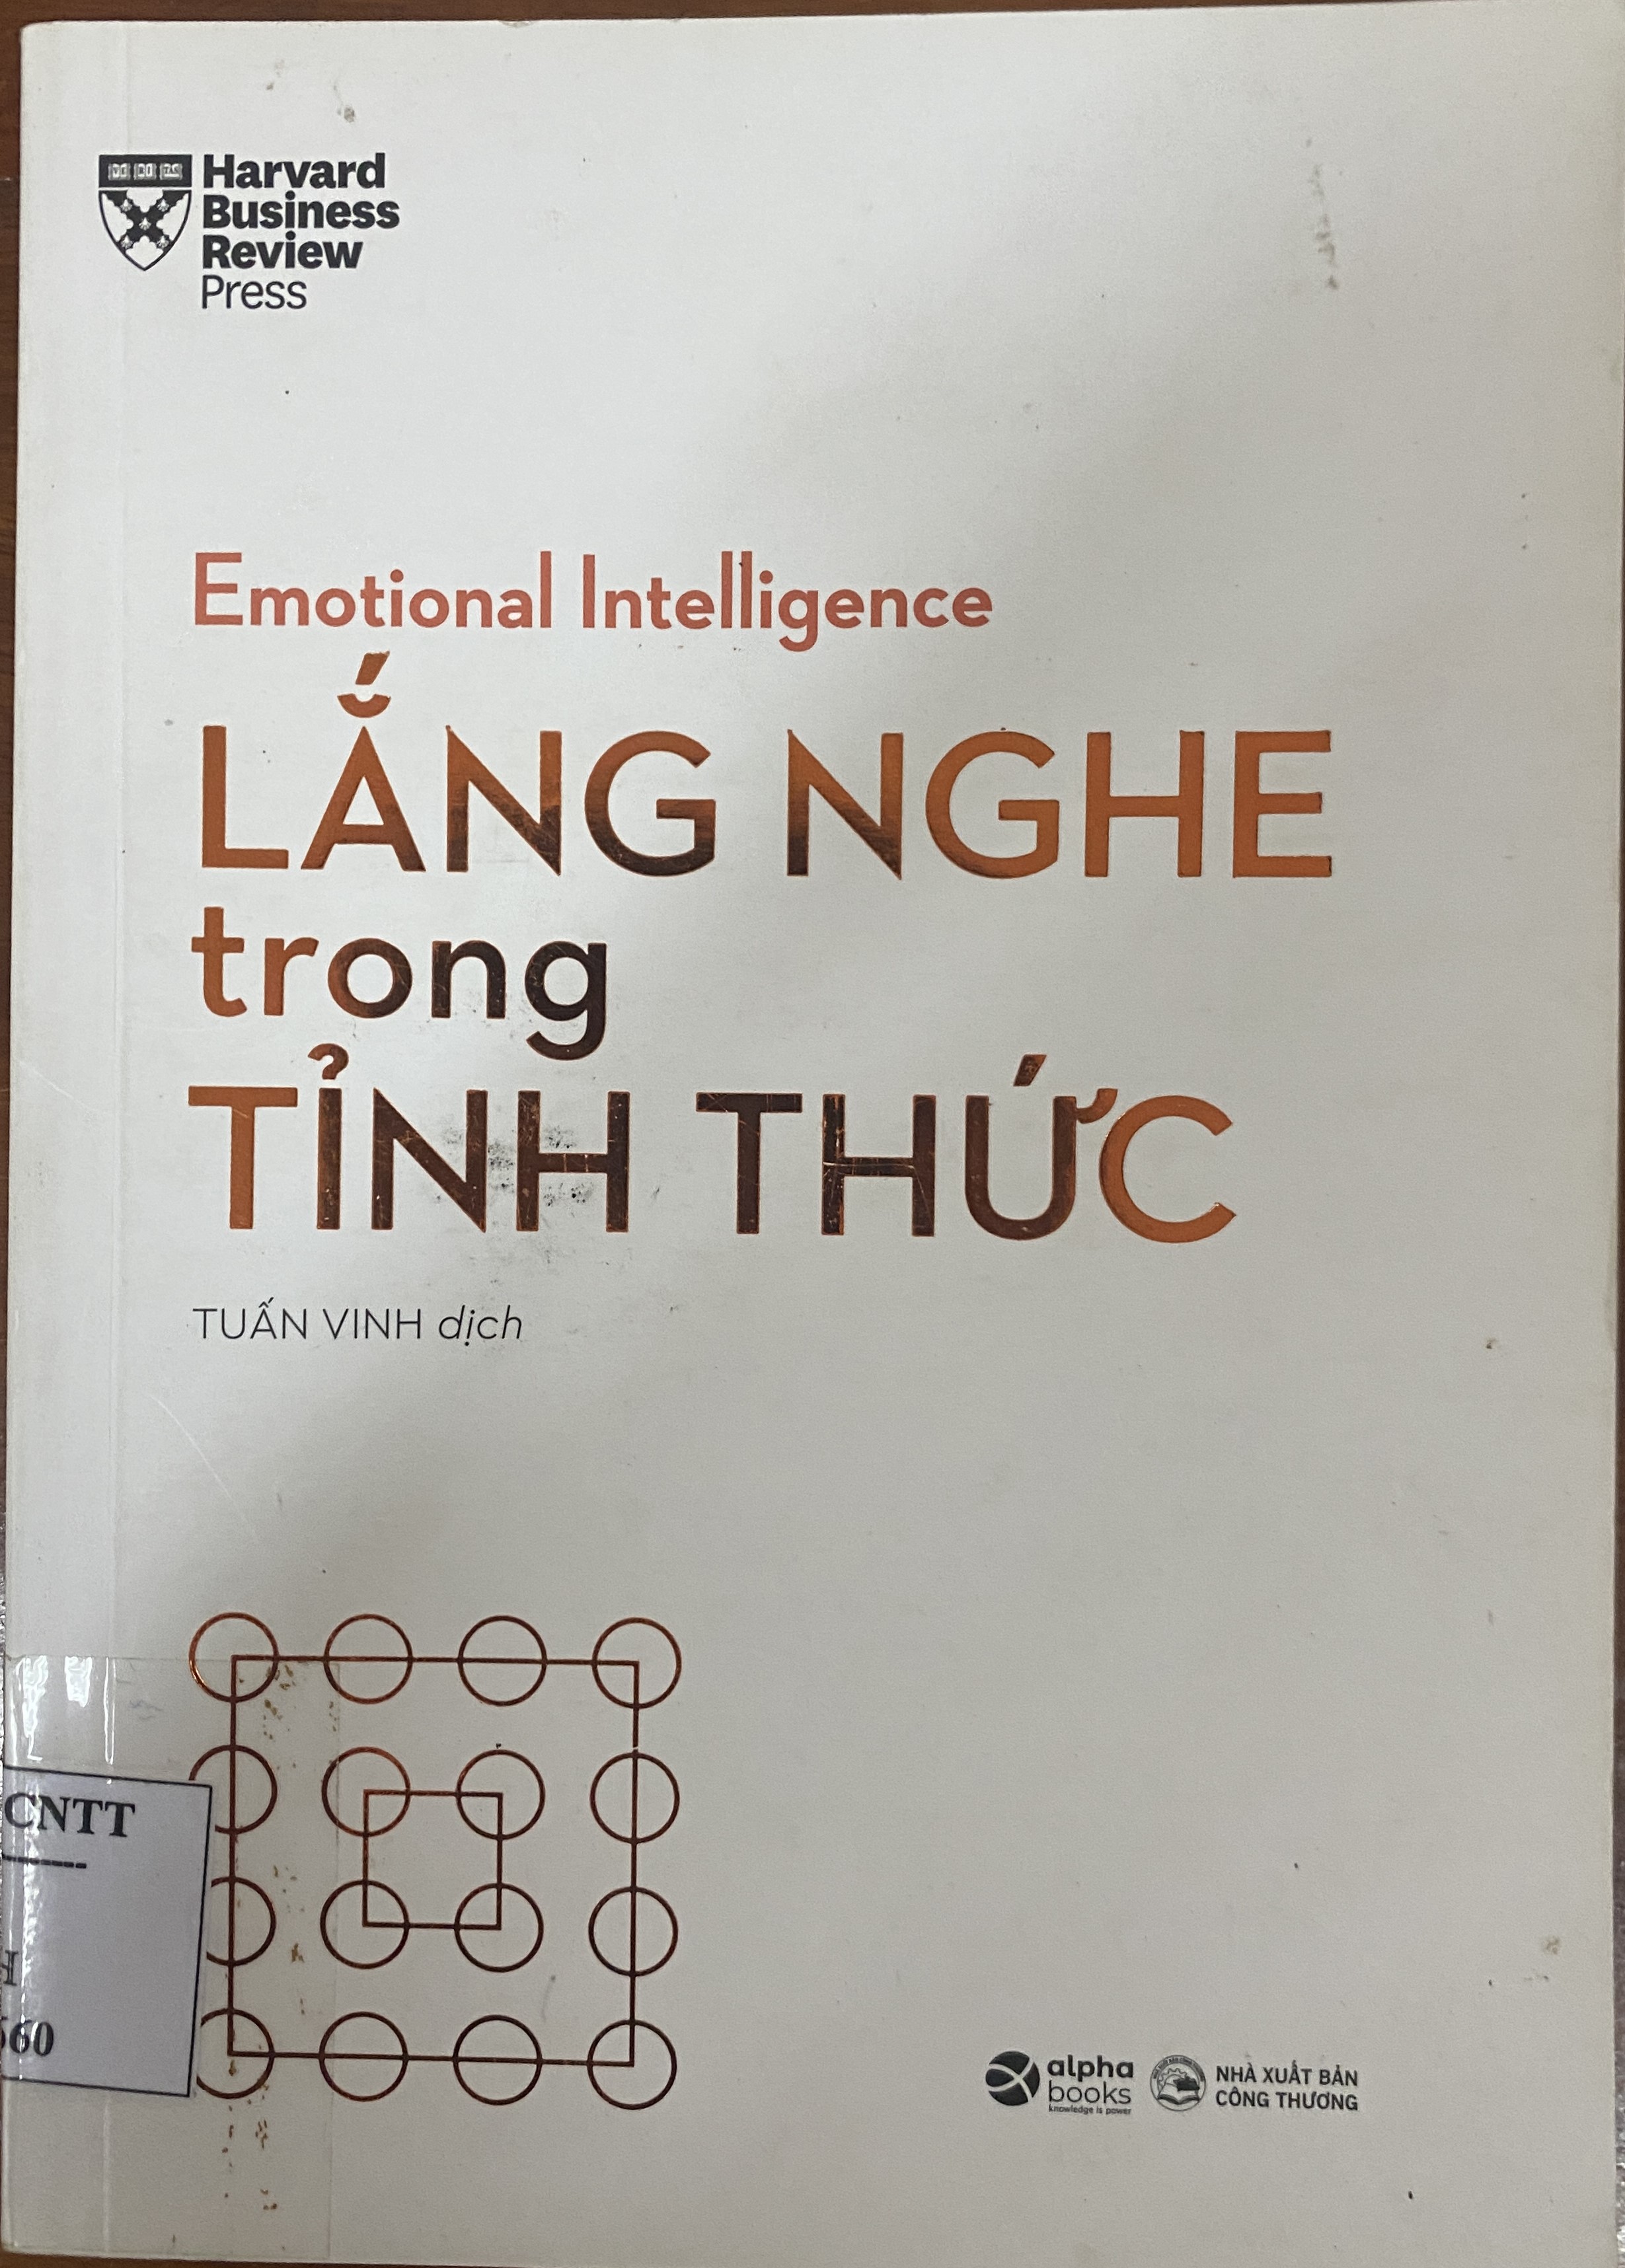 Harvard
Business
Review
Press
Emotional Intelligence
LẮNG NGHE
trong
TỈNH THỨC
TUẤN VINH dịch
CNTT
H
60
alpha
books
knowledge is power
NHÀ XUẤT BẢN
CÔNG THƯƠNG